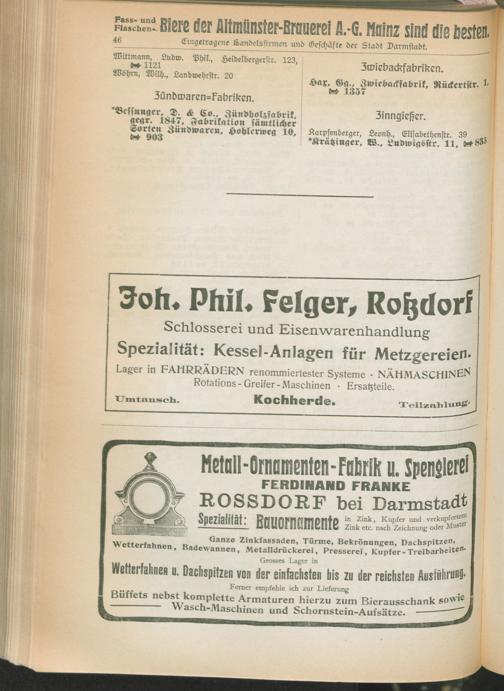 Fass- und Flaschen- Biere der Altmünster-Brauerei A.-G. Mainz sind die besten.
46 Eingetragene Handelsfirmen und Geschäfte der Stadt Darmstadt.
Wittmann, Ludw. Phil., Heidelbergerstr. 123,
1121
Wöhrn, Wilh., Landwehrstr. 20
Zündwaren=Fabriken.
*Bessunger, D. & Co., Zündholzfabrik,
gegr. 1847, Fabrikation sämtlicher
Sorten Zündwaren, Hohlerweg 10,
903
Zwiebackfabriken.
Hax, Gg., Zwiebackfabrik, Rückertstr. 1,
1357
Zinngießer.
Karpfenberger, Leonh., Elisabethenstr. 39
*Krätzinger, W., Ludwigsstr. 11, 835
Joh. Phil. Felger, Roßdorf
Schlosserei und Eisenwarenhandlung
Spezialität: Kessel-Anlagen für Metzgereien.
Lager in FAHRRÄDERN renommiertester Systeme · NÄHMASCHINEN
Rotations-Greifer-Maschinen · Ersatzteile.
Umtausch. Kochherde. Teilzahlung.
Metall-Ornamenten-Fabrik u. Spenglerei
FERDINAND FRANKE
ROSSDORF bei Darmstadt
Spezialität: Bauornamente in Zink, Kupfer und verkupfertem Zink etc. nach Zeichnung oder Muster
Ganze Zinkfassaden, Türme, Bekrönungen, Dachspitzen,
Wetterfahnen, Badewannen, Metalldrückerei, Presserei, Kupfer-Treibarbeiten.
Grosses Lager in
Wetterfahnen u. Dachspitzen von der einfachsten bis zu der reichsten Ausführung.
Ferner empfehle ich zur Lieferung
Büffets nebst komplette Armaturen hierzu zum Bierausschank sowie
Wasch-Maschinen und Schornstein-Aufsätze.